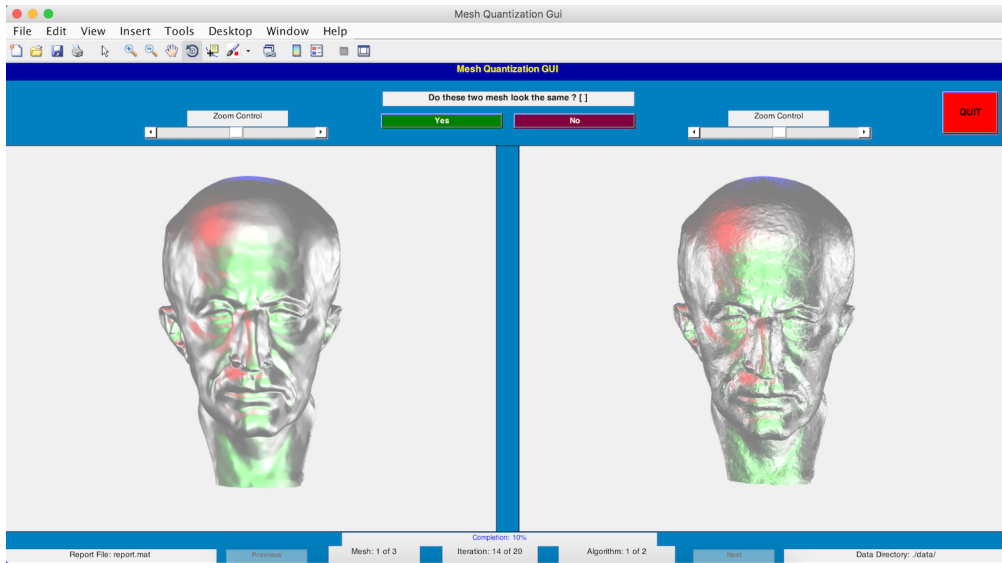 Mesh Quantization Gui
File Edit View Insert Tools Desktop Window Help
Mesh Quantization GUI
Do these two mesh look the same ? [ ]
Yes
No
QUIT
Zoom Control
Zoom Control
Completion: 10%
Report File: report.mat
Previous
Mesh: 1 of 3
Iteration: 14 of 20
Algorithm: 1 of 2
Next
Data Directory: ./data/